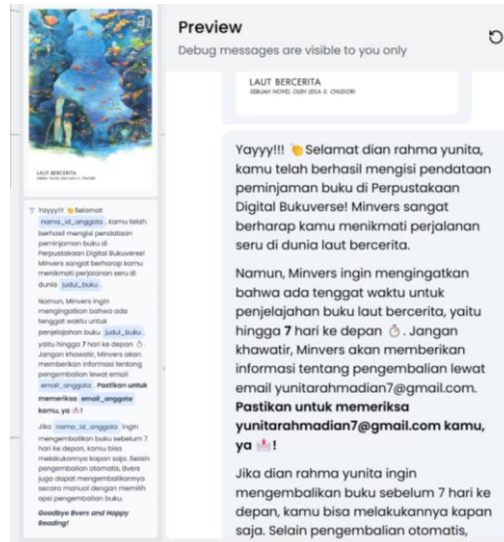 LAUT BERCERITA
Yayyy!!! 👏 Selamat
nama_id_anggota, kamu telah
berhasil mengisi pendataan
peminjaman buku di
Perpustakaan Digital
Bukuverse! Minvers sangat
berharap kamu menikmati
perjalanan seru di
dunia judul_buku.
Namun, Minvers ingin
mengingatkan bahwa ada
tenggat waktu untuk
penjelajahan buku judul_buku,
yaitu hingga 7 hari ke depan ⏱.
Jangan khawatir, Minvers akan
memberikan informasi tentang
pengembalian lewat email
email_anggota. Pastikan untuk
memeriksa email_anggota
kamu, ya 📩!
Jika nama_id_anggota ingin
mengembalikan buku sebelum 7
hari ke depan, kamu bisa
melakukannya kapan saja. Selain
pengembalian otomatis, Bvers
juga dapat mengembalikannya
secara manual dengan memilih
opsi pengembalian buku.
Goodbye Bvers and Happy
Reading!
Preview
Debug messages are visible to you only
LAUT BERCERITA
SEBUAH NOVEL OLEH LEILA S. CHUDORI
Yayyy!!! 👏 Selamat dian rahma yunita,
kamu telah berhasil mengisi pendataan
peminjaman buku di Perpustakaan
Digital Bukuverse! Minvers sangat
berharap kamu menikmati perjalanan
seru di dunia laut bercerita.
Namun, Minvers ingin mengingatkan
bahwa ada tenggat waktu untuk
penjelajahan buku laut bercerita, yaitu
hingga 7 hari ke depan ⏱. Jangan
khawatir, Minvers akan memberikan
informasi tentang pengembalian lewat
email yunitarahmadian7@gmail.com.
Pastikan untuk memeriksa
yunitarahmadian7@gmail.com kamu,
ya 📩!
Jika dian rahma yunita ingin
mengembalikan buku sebelum 7 hari ke
depan, kamu bisa melakukannya kapan
saja. Selain pengembalian otomatis,